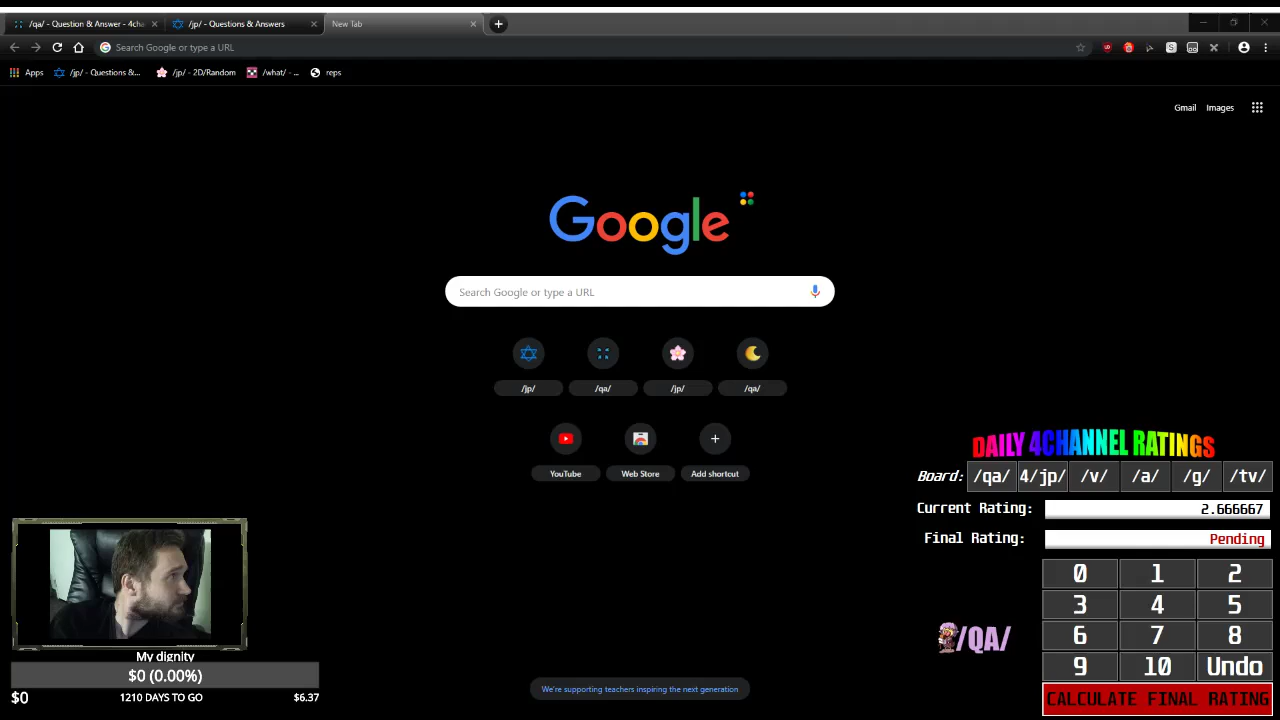 /qa/ - Question & Answer - 4cha
/jp/ - Questions & Answers
New Tab
Search Google or type a URL
Apps
/jp/ - Questions &...
/jp/ - 2D/Random
/what/ - ...
reps
Gmail
Images
Google
Search Google or type a URL
/jp/
/qa/
/jp/
/qa/
YouTube
Web Store
Add shortcut
DAILY 4CHANNEL RATINGS
Board: /qa/ 4/jp/ /v/ /a/ /g/ /tv/
Current Rating: 2.666667
Final Rating: Pending
0 1 2
3 4 5
6 7 8
9 10 Undo
CALCULATE FINAL RATING
/QA/
My dignity
$0 (0.00%)
$0 1210 DAYS TO GO $6.37
We're supporting teachers inspiring the next generation